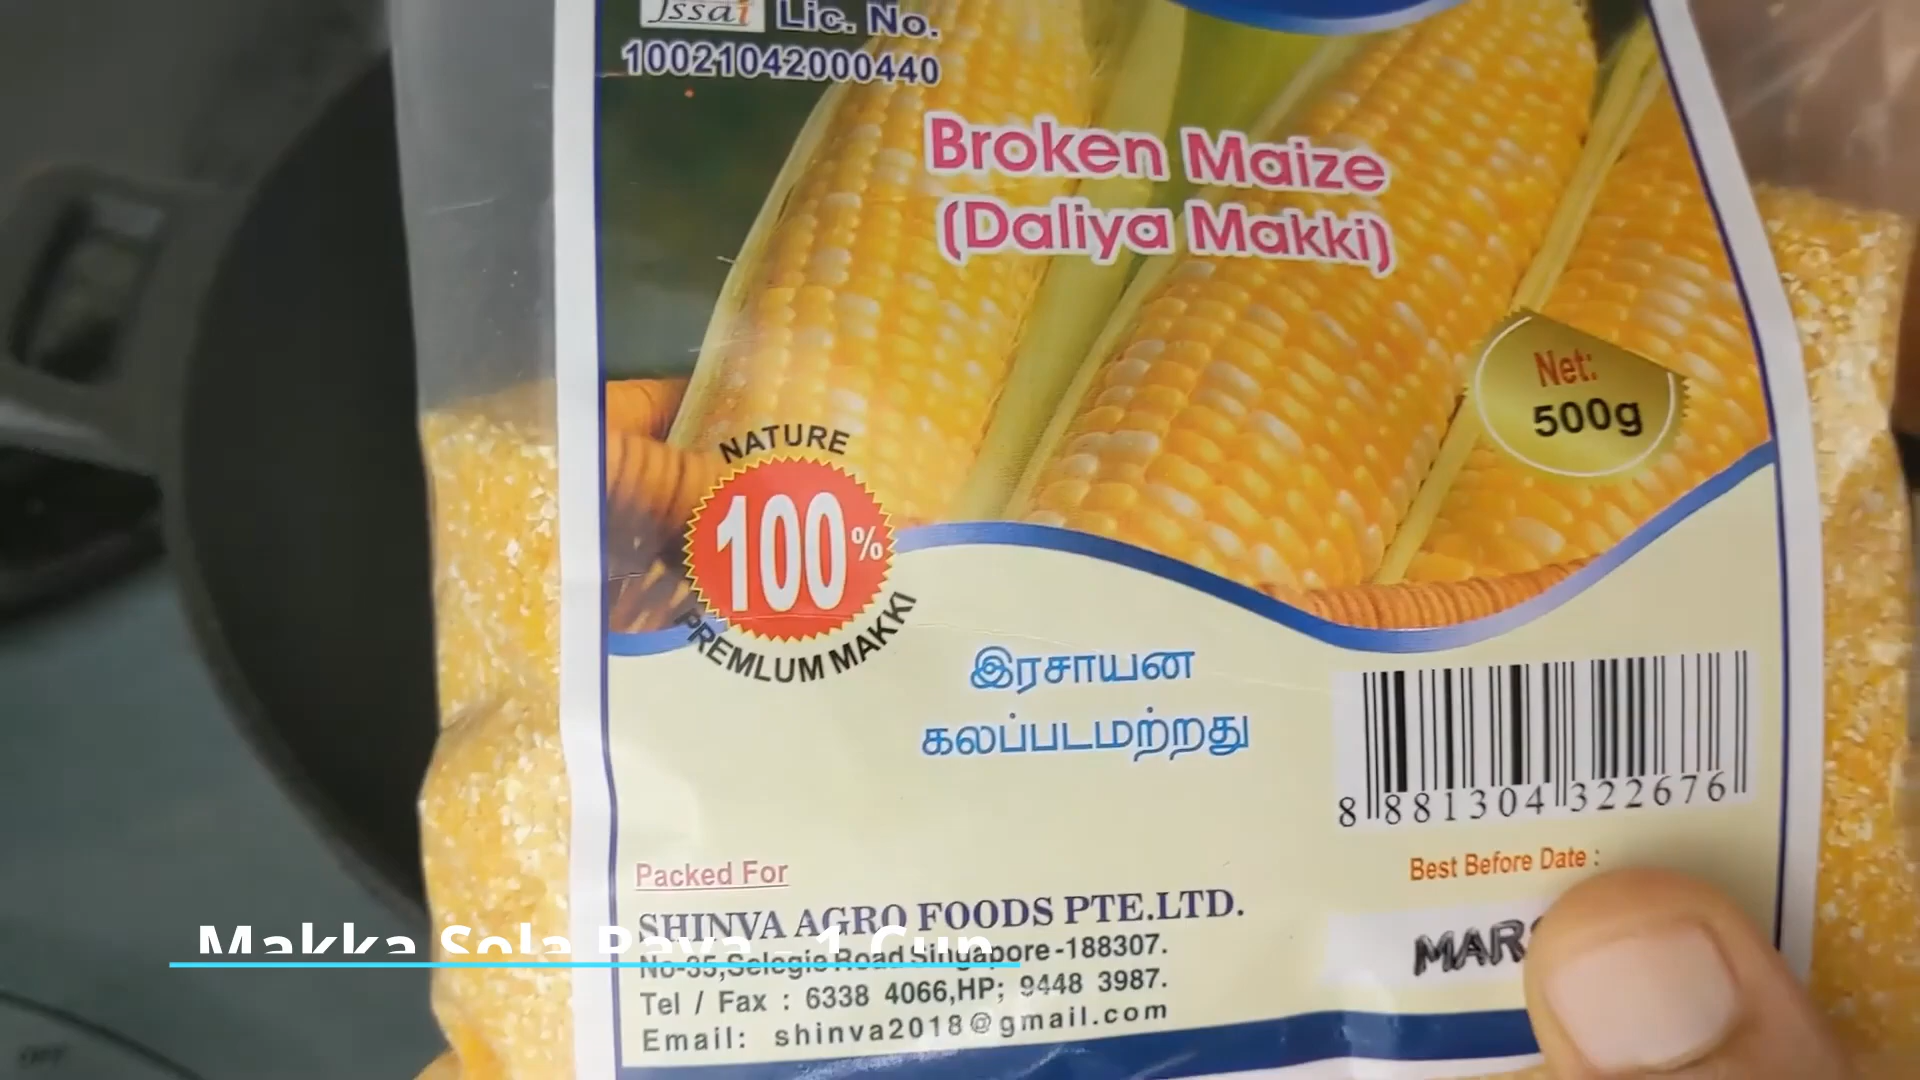 fssai Lic. No.
10021042000440
Broken Maize
(Daliya Makki)
Net:
500g
NATURE
100%
PREMLUM MAKKI
இரசாயன
கலப்படமற்றது
8 881304 322676
Best Before Date :
MAR
Packed For
SHINVA AGRO FOODS PTE.LTD.
No-35,Selegie Road Singapore-188307.
Tel / Fax : 6338 4066,HP; 9448 3987.
Email: shinva2018@gmail.com
Makka Sola Rava - 1 Cup